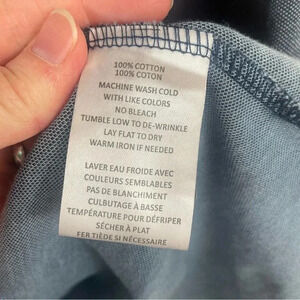 100% COTTON
100% COTON
MACHINE WASH COLD
WITH LIKE COLORS
NO BLEACH
TUMBLE LOW TO DE-WRINKLE
LAY FLAT TO DRY
WARM IRON IF NEEDED
LAVER EAU FROIDE AVEC
COULEURS SEMBLABLES
PAS DE BLANCHIMENT
CULBUTAGE À BASSE
TEMPÉRATURE POUR DÉFRIPER
SÉCHER À PLAT
FER TIÈDE SI NÉCESSAIRE